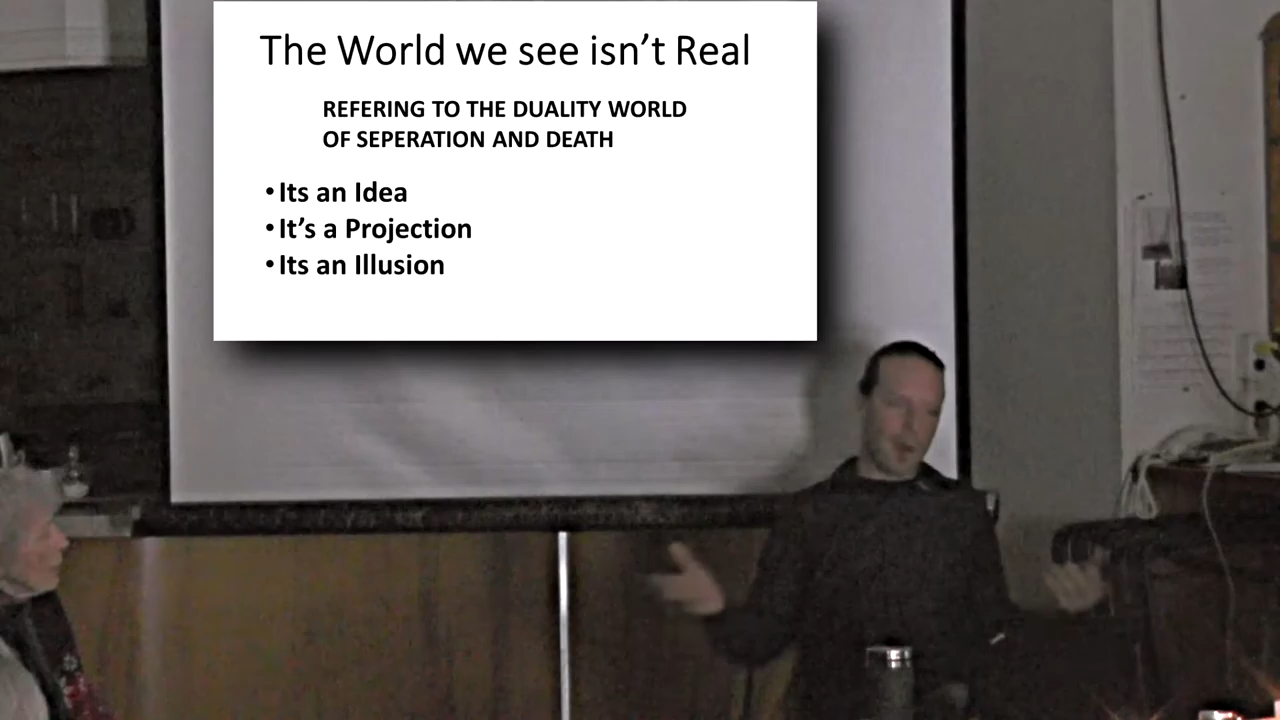 The World we see isn’t Real
REFERING TO THE DUALITY WORLD
OF SEPERATION AND DEATH
• Its an Idea
• It’s a Projection
• Its an Illusion